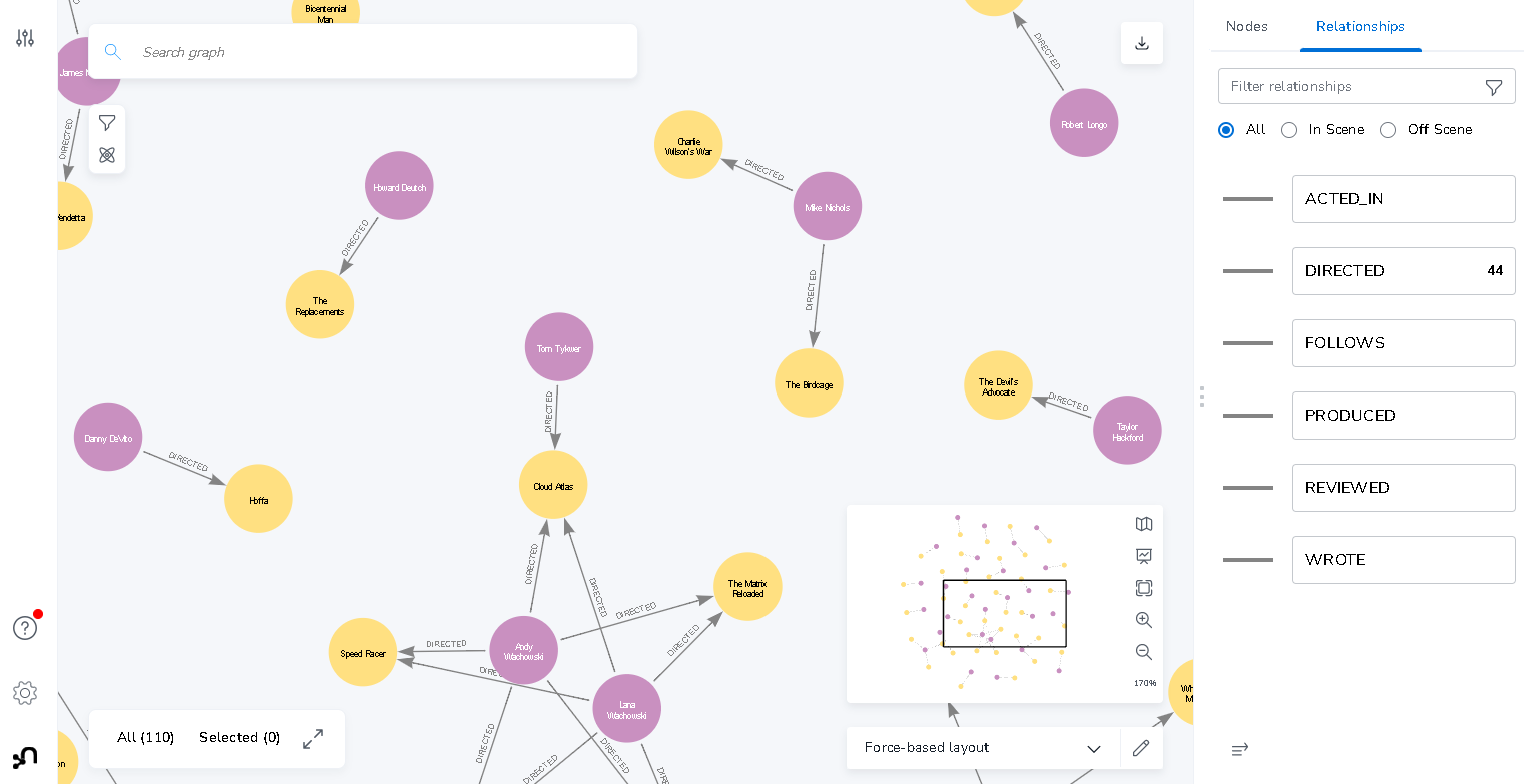 Bicentennial
Man
Search graph
James
DIRECTED
Vendetta
Howard Deutch
DIRECTED
The
Replacements
Charlie
Wilson's War
DIRECTED
Mike Nichols
DIRECTED
The Birdcage
DIRECTED
Robert Longo
Tom Tykwer
DIRECTED
Cloud Atlas
The Devil's
Advocate
DIRECTED
Taylor
Hackford
Danny DeVito
DIRECTED
Hoffa
DIRECTED
DIRECTED
DIRECTED
The Matrix
Reloaded
DIRECTED
Speed Racer
DIRECTED
Andy
Wachowski
Lana
Wachowski
DIRECTED
DIRECTED
DIRECTED
170%
All (110)
Selected (0)
Force-based layout
Nodes
Relationships
Filter relationships
All
In Scene
Off Scene
ACTED_IN
DIRECTED
44
FOLLOWS
PRODUCED
REVIEWED
WROTE